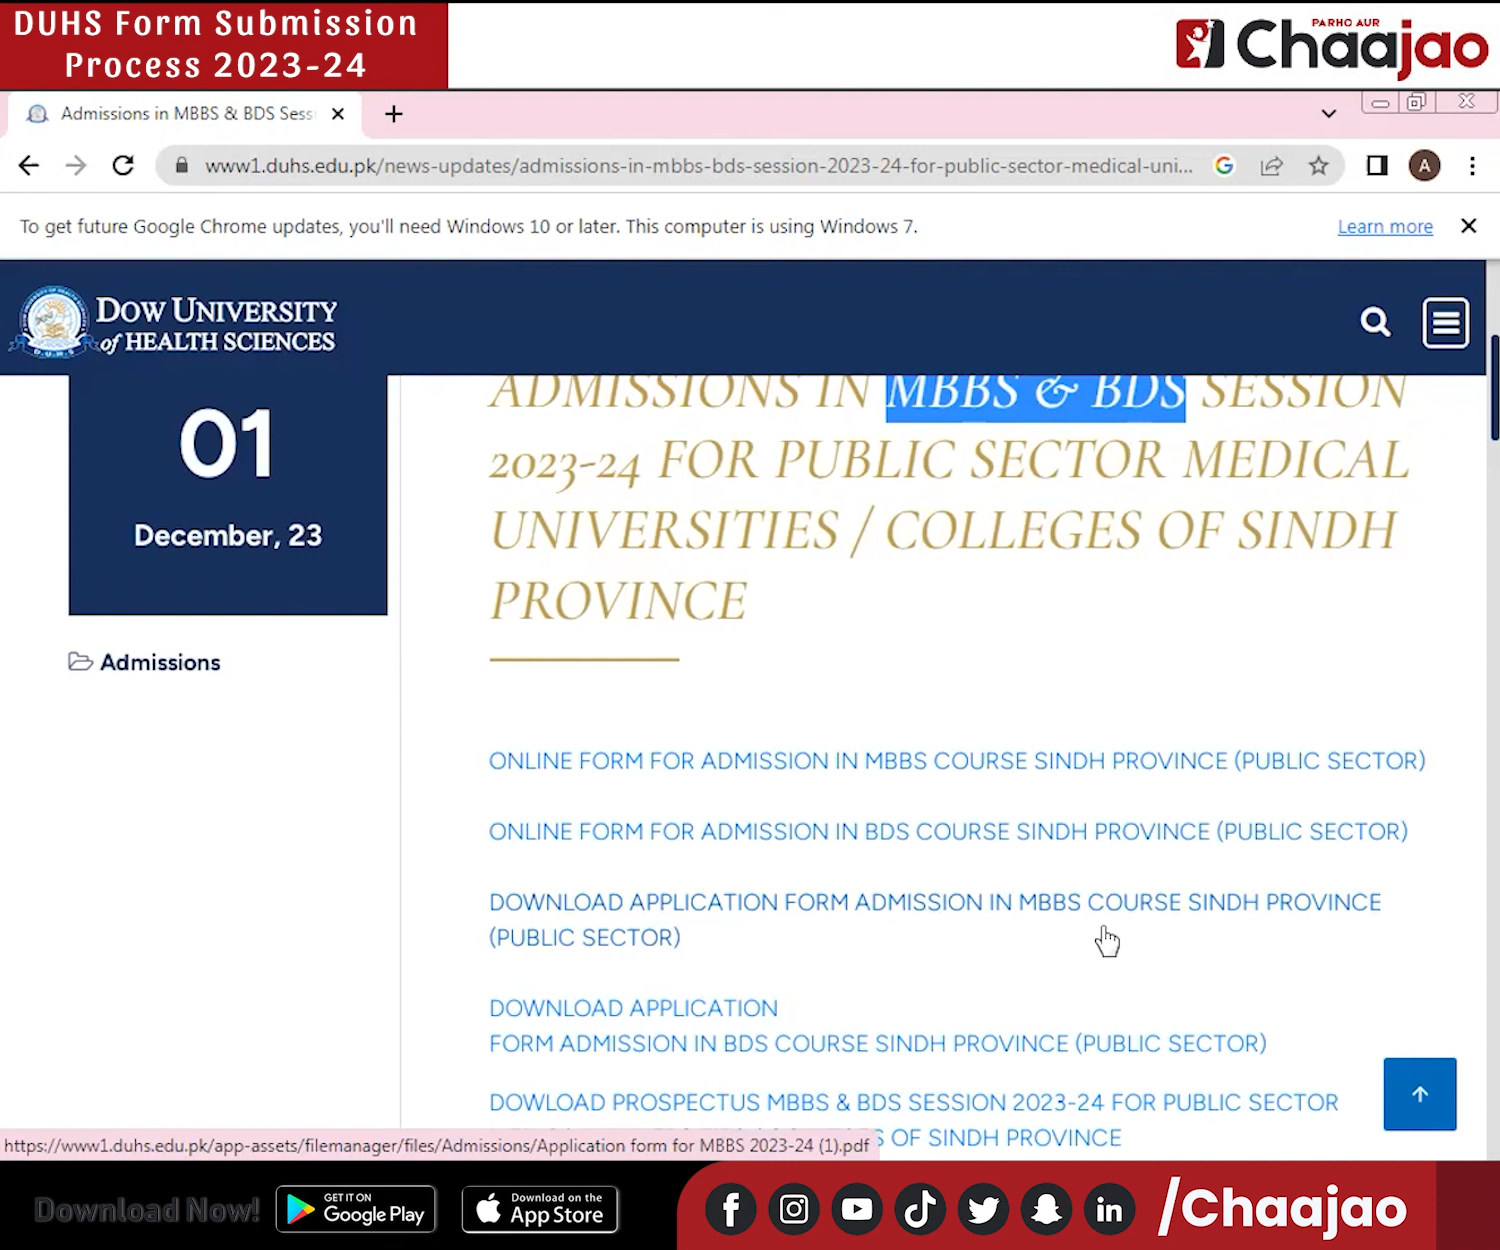 DUHS Form Submission
Process 2023-24
PARHO AUR
Chaajao
Admissions in MBBS & BDS Sess
www1.duhs.edu.pk/news-updates/admissions-in-mbbs-bds-session-2023-24-for-public-sector-medical-uni...
A
To get future Google Chrome updates, you'll need Windows 10 or later. This computer is using Windows 7.
Learn more
DOW UNIVERSITY
of HEALTH SCIENCES
D.U.H.S
01
December, 23
Admissions
ADMISSIONS IN MBBS & BDS SESSION
2023-24 FOR PUBLIC SECTOR MEDICAL
UNIVERSITIES / COLLEGES OF SINDH
PROVINCE
ONLINE FORM FOR ADMISSION IN MBBS COURSE SINDH PROVINCE (PUBLIC SECTOR)
ONLINE FORM FOR ADMISSION IN BDS COURSE SINDH PROVINCE (PUBLIC SECTOR)
DOWNLOAD APPLICATION FORM ADMISSION IN MBBS COURSE SINDH PROVINCE
(PUBLIC SECTOR)
DOWNLOAD APPLICATION
FORM ADMISSION IN BDS COURSE SINDH PROVINCE (PUBLIC SECTOR)
DOWLOAD PROSPECTUS MBBS & BDS SESSION 2023-24 FOR PUBLIC SECTOR
OF SINDH PROVINCE
https://www1.duhs.edu.pk/app-assets/filemanager/files/Admissions/Application form for MBBS 2023-24 (1).pdf
Download Now!
GET IT ON
Google Play
Download on the
App Store
/Chaajao